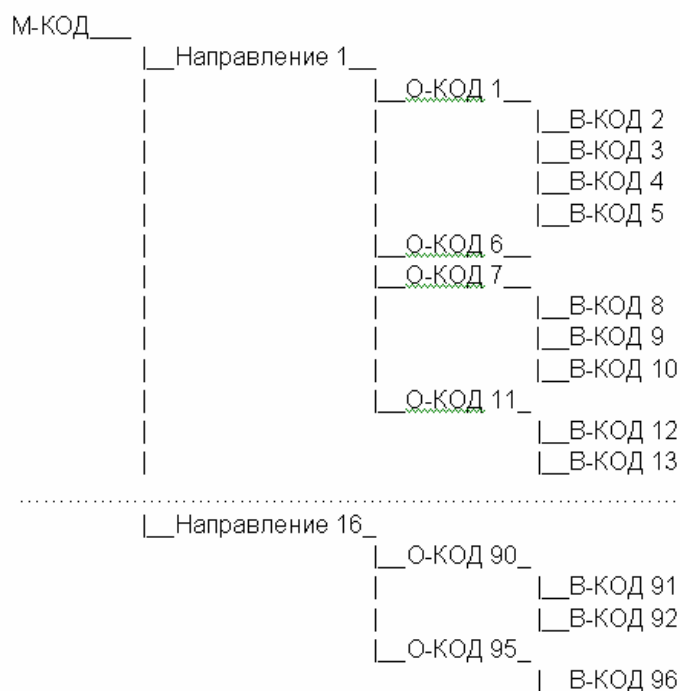 М-КОД___
|__Направление 1__
|__О-КОД 1__
|__В-КОД 2
|__В-КОД 3
|__В-КОД 4
|__В-КОД 5
|__О-КОД 6__
|__О-КОД 7__
|__В-КОД 8
|__В-КОД 9
|__В-КОД 10
|__О-КОД 11_
|__В-КОД 12
|__В-КОД 13
|__Направление 16_
|__О-КОД 90_
|__В-КОД 91
|__В-КОД 92
|__О-КОД 95_
|__В-КОД 96